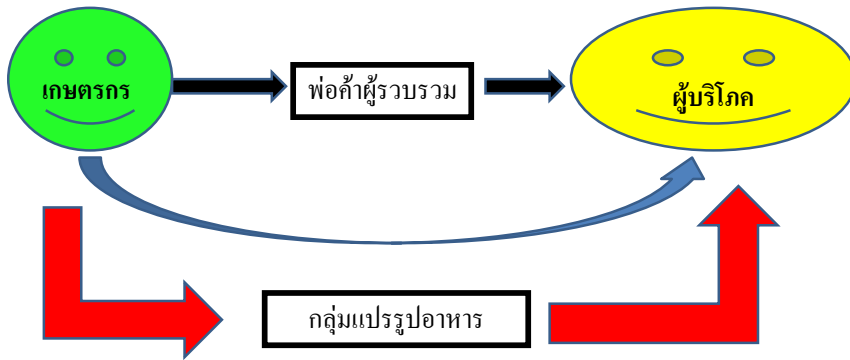 เกษตรกร
พ่อค้าผู้รวบรวม
ผู้บริโภค
กลุ่มแปรรูปอาหาร